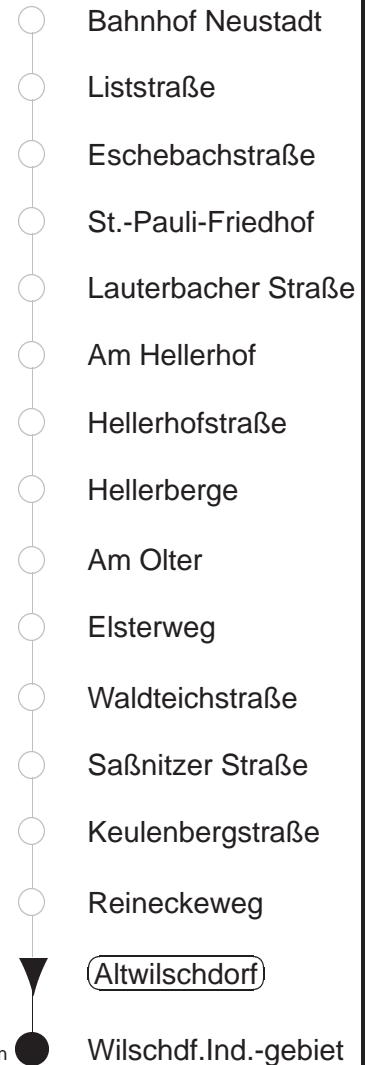 Bahnhof Neustadt
Liststraße
Eschebachstraße
St.-Pauli-Friedhof
Lauterbacher Straße
Am Hellerhof
Hellerhofstraße
Hellerberge
Am Olter
Elsterweg
Waldteichstraße
Saßnitzer Straße
Keulenbergstraße
Reineckeweg
Altwilschdorf
Wilschdf.Ind.-gebiet